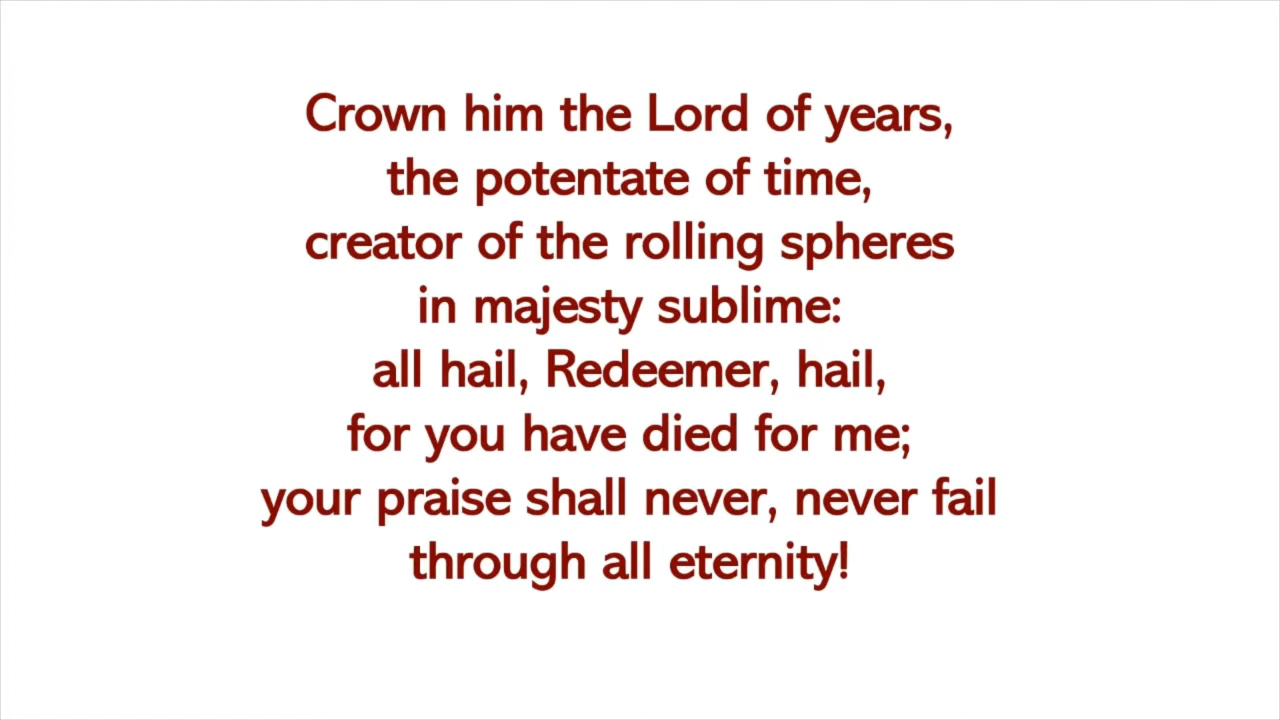 Crown him the Lord of years,
the potentate of time,
creator of the rolling spheres
in majesty sublime:
all hail, Redeemer, hail,
for you have died for me;
your praise shall never, never fail
through all eternity!